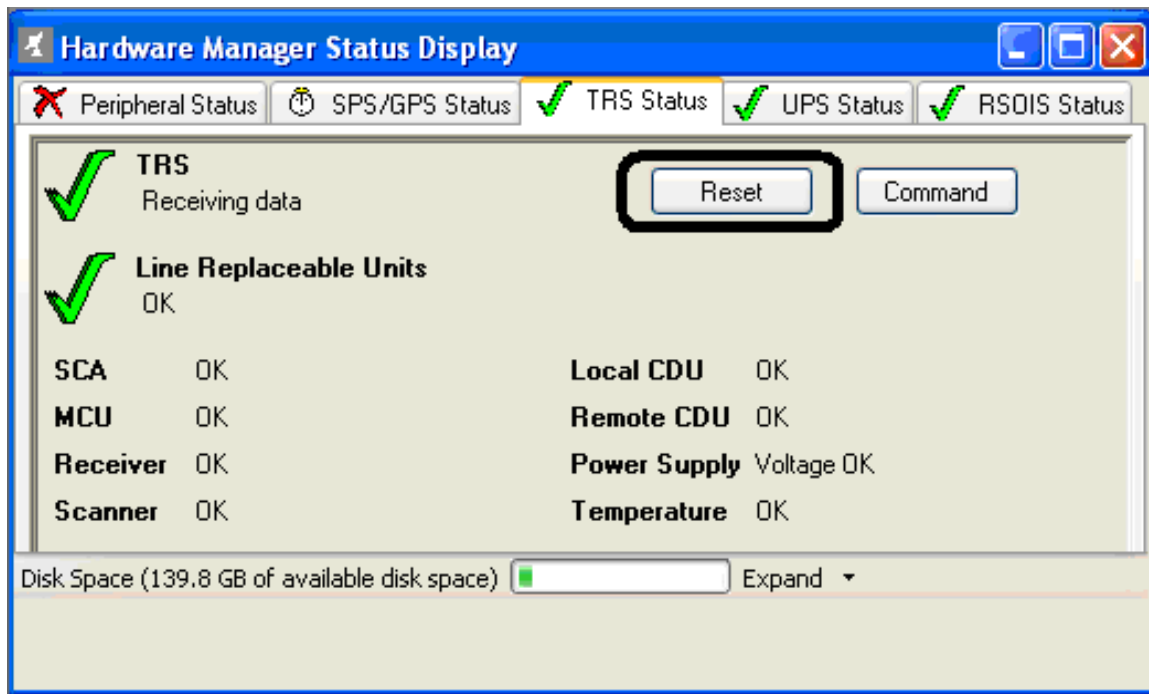 Hardware Manager Status Display
Peripheral Status SPS/GPS Status TRS Status UPS Status RSOIS Status
TRS
Receiving data
Reset Command
Line Replaceable Units
OK
SCA OK Local CDU OK
MCU OK Remote CDU OK
Receiver OK Power Supply Voltage OK
Scanner OK Temperature OK
Disk Space (139.8 GB of available disk space) Expand